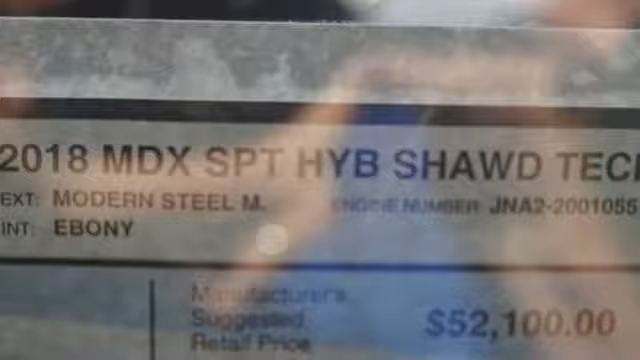 2018 MDX SPT HYB SHAWD TECH
EXT: MODERN STEEL M. ENGINE NUMBER: JNA2-2001055
INT: EBONY
Manufacturer's
Suggested
Retail Price
$52,100.00